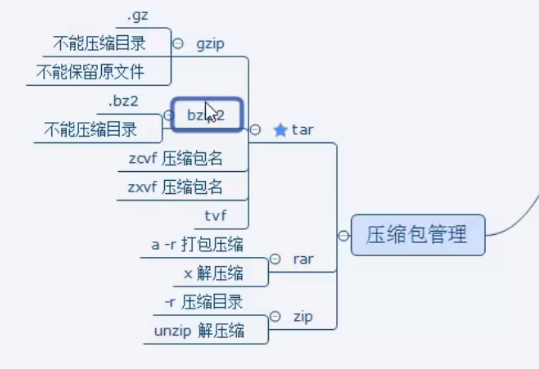 .gz
不能压缩目录
gzip
不能保留原文件
.bz2
不能压缩目录
tar
zcvf 压缩包名
zxvf 压缩包名
tvf
压缩包管理
a -r 打包压缩
rar
x 解压缩
-r 压缩目录
zip
unzip 解压缩